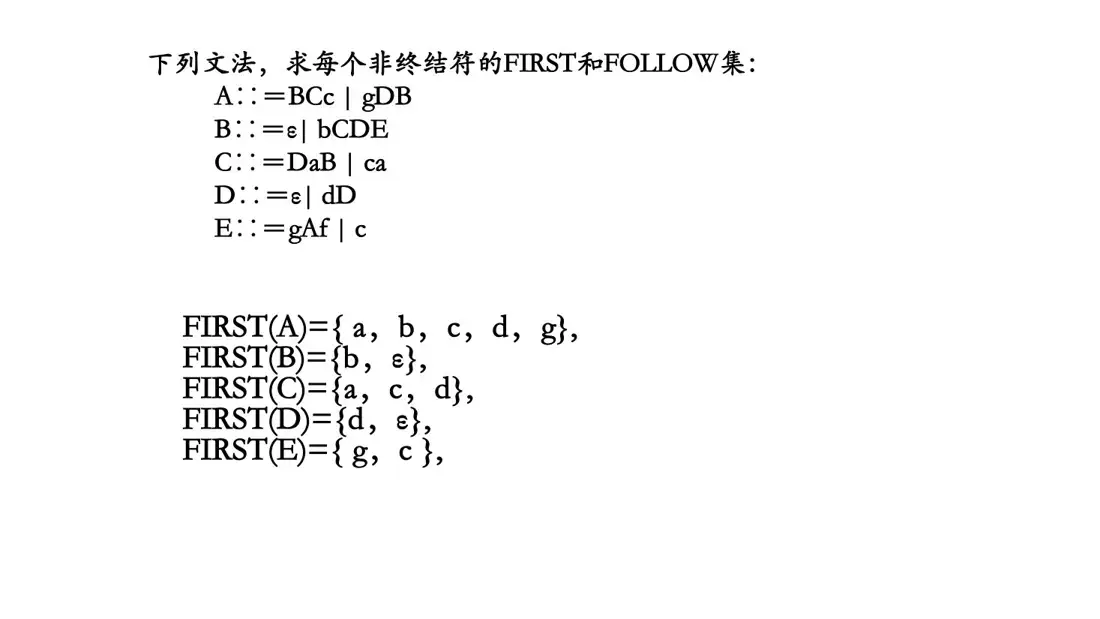 下列文法，求每个非终结符的FIRST和FOLLOW集：
A∷＝BCc | gDB
B∷＝ε| bCDE
C∷＝DaB | ca
D∷＝ε| dD
E∷＝gAf | c
FIRST(A)={ a，b，c，d，g},
FIRST(B)={b，ε},
FIRST(C)={a，c，d},
FIRST(D)={d，ε},
FIRST(E)={ g，c },